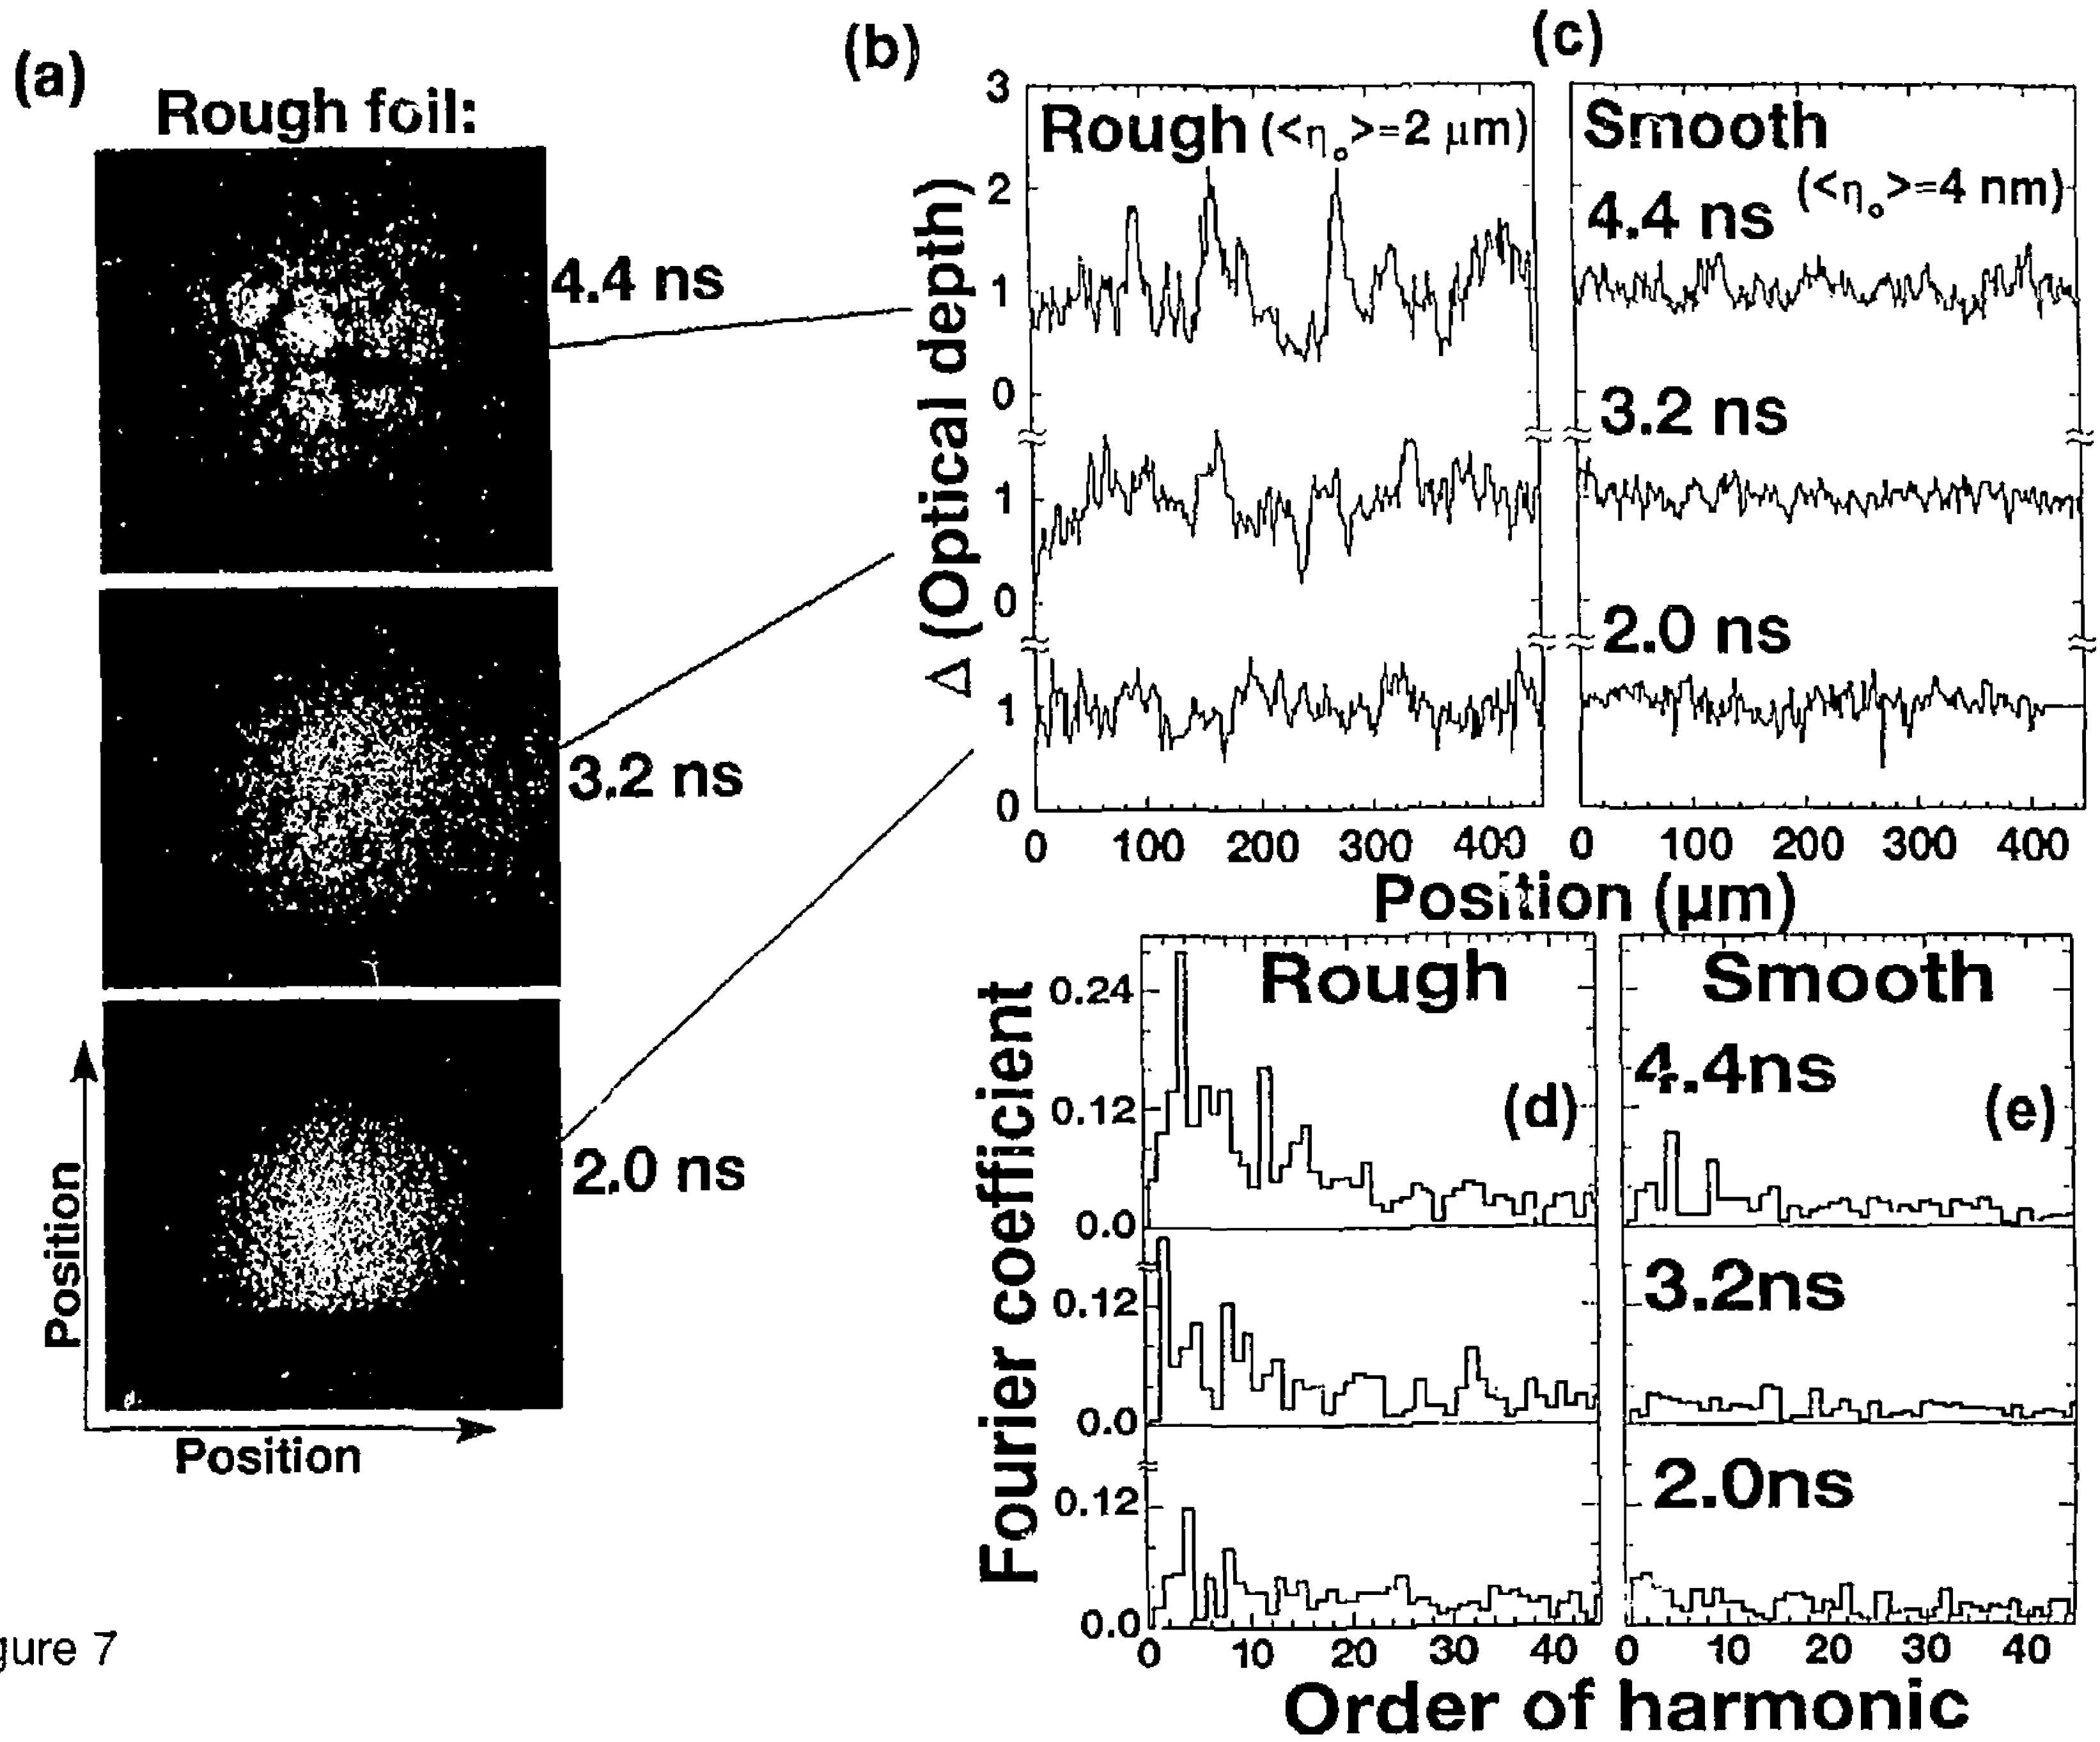 (a)
Rough foil:
4.4 ns
3.2 ns
2.0 ns
Position
Position
(b)
(c)
Δ (Optical depth)
3
2
1
0
1
0
1
0
Rough (<η₀>=2 μm)
Smooth
(<η₀>=4 nm)
4.4 ns
3.2 ns
2.0 ns
0 100 200 300 400
0 100 200 300 400
Position (μm)
Fourier coefficient
0.24
0.12
0.0
0.12
0.0
0.12
0.0
Rough
(d)
Smooth
4.4ns
(e)
3.2ns
2.0ns
0 10 20 30 40
0 10 20 30 40
Order of harmonic
gure 7